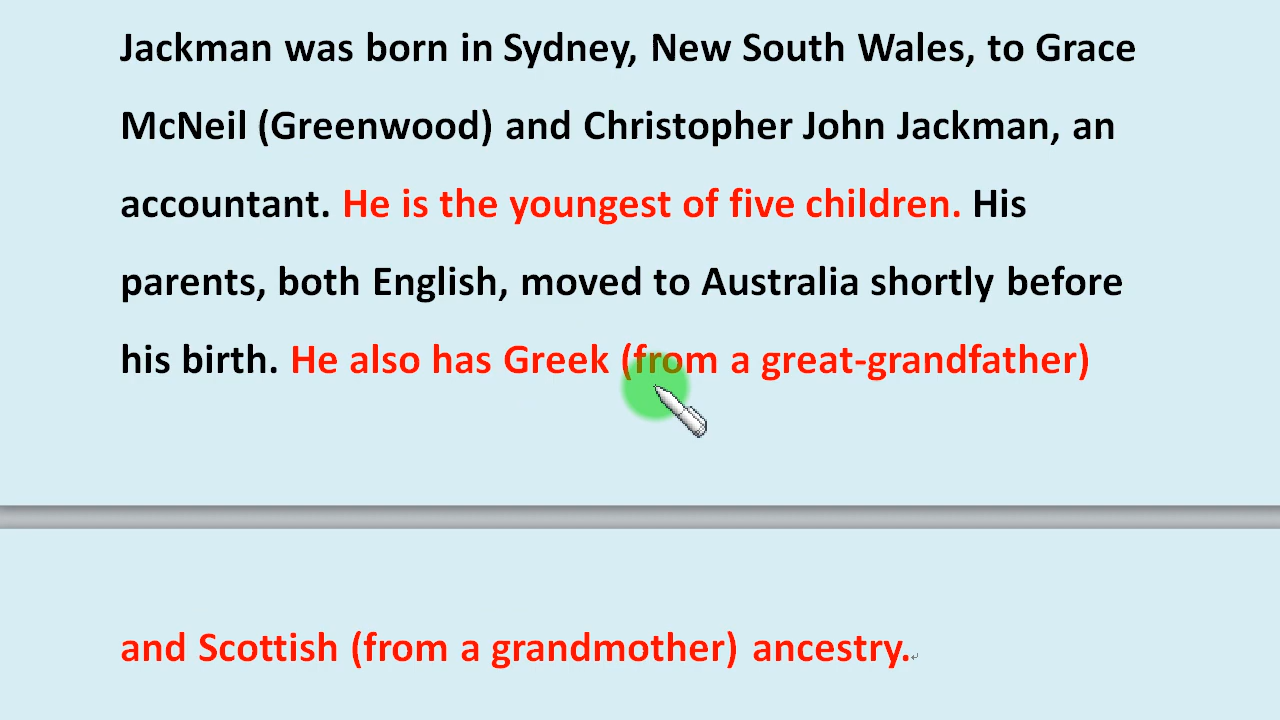 Jackman was born in Sydney, New South Wales, to Grace
McNeil (Greenwood) and Christopher John Jackman, an
accountant. He is the youngest of five children. His
parents, both English, moved to Australia shortly before
his birth. He also has Greek (from a great-grandfather)
and Scottish (from a grandmother) ancestry.